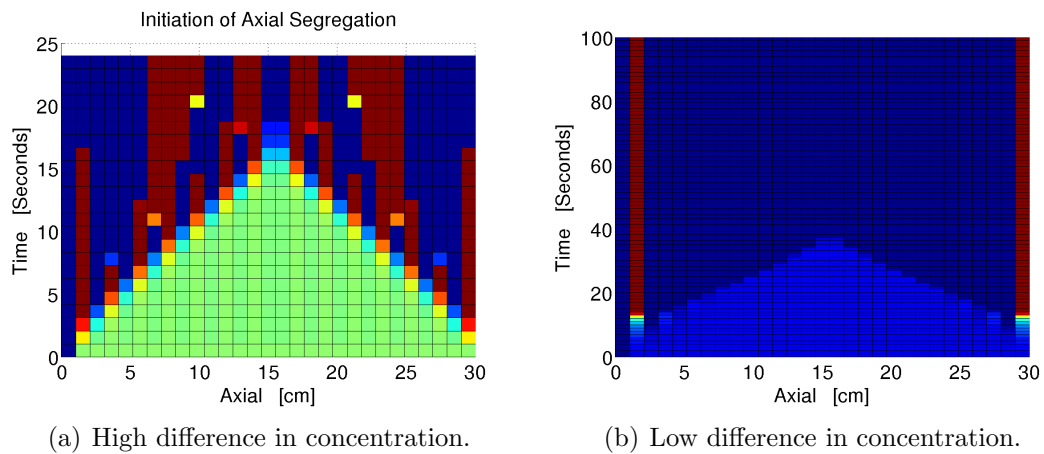 Initiation of Axial Segregation
25
20
15
10
5
0
Time [Seconds]
0 5 10 15 20 25 30
Axial [cm]
(a) High difference in concentration.
100
80
60
40
20
0
Time [Seconds]
0 5 10 15 20 25 30
Axial [cm]
(b) Low difference in concentration.